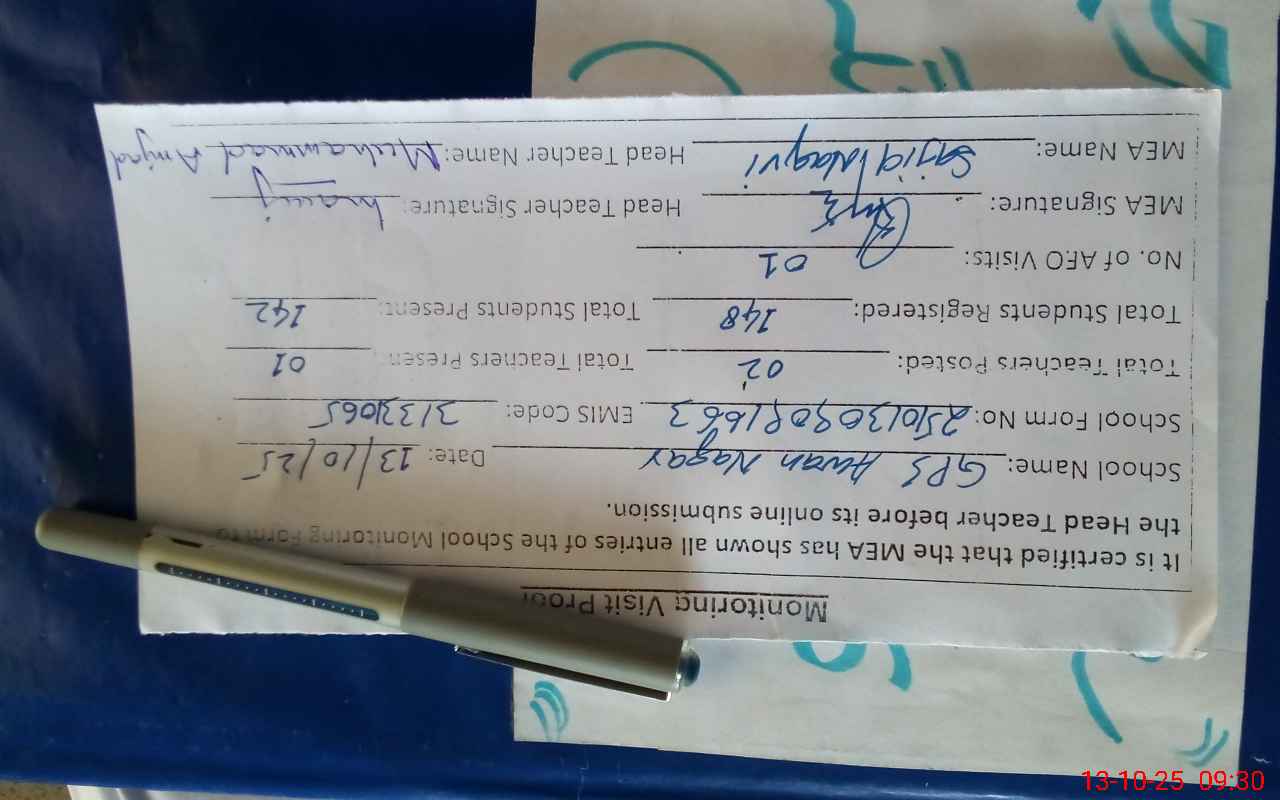 Monitoring Visit Proof
It is certified that the MEA has shown all entries of the School Monitoring Form to
the Head Teacher before its online submission.
School Name: GPS Awan Nagar Date: 13/10/25
School Form No: EMIS Code:
Total Teachers Posted: 02 Total Teachers Present: 01
Total Students Registered: 148 Total Students Present: 142
No. of AEO Visits: 01
MEA Signature: Head Teacher Signature:
MEA Name: Sajid Naqvi Head Teacher Name: Muhammad Amjad
13-10-25 09:30